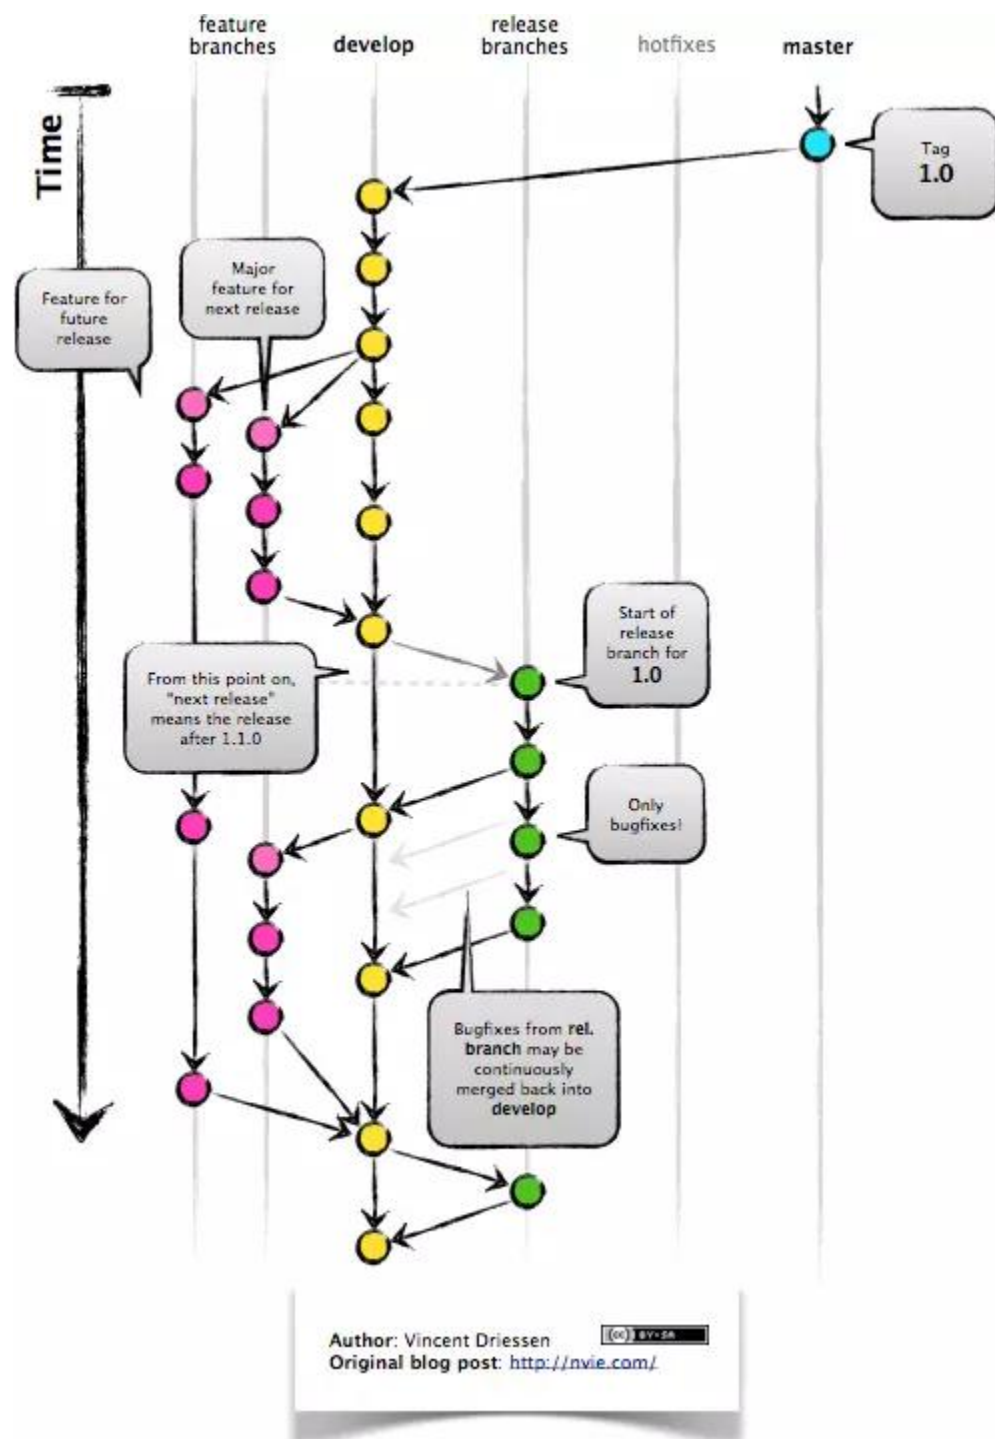 feature
branches
develop
release
branches
hotfixes
master
Time
Tag
1.0
Major
feature for
next release
Feature for
future
release
Start of
release
branch for
1.0
From this point on,
"next release"
means the release
after 1.1.0
Only
bugfixes!
Bugfixes from rel.
branch may be
continuously
merged back into
develop
Author: Vincent Driessen
(cc) BY-SA
Original blog post: http://nvie.com/